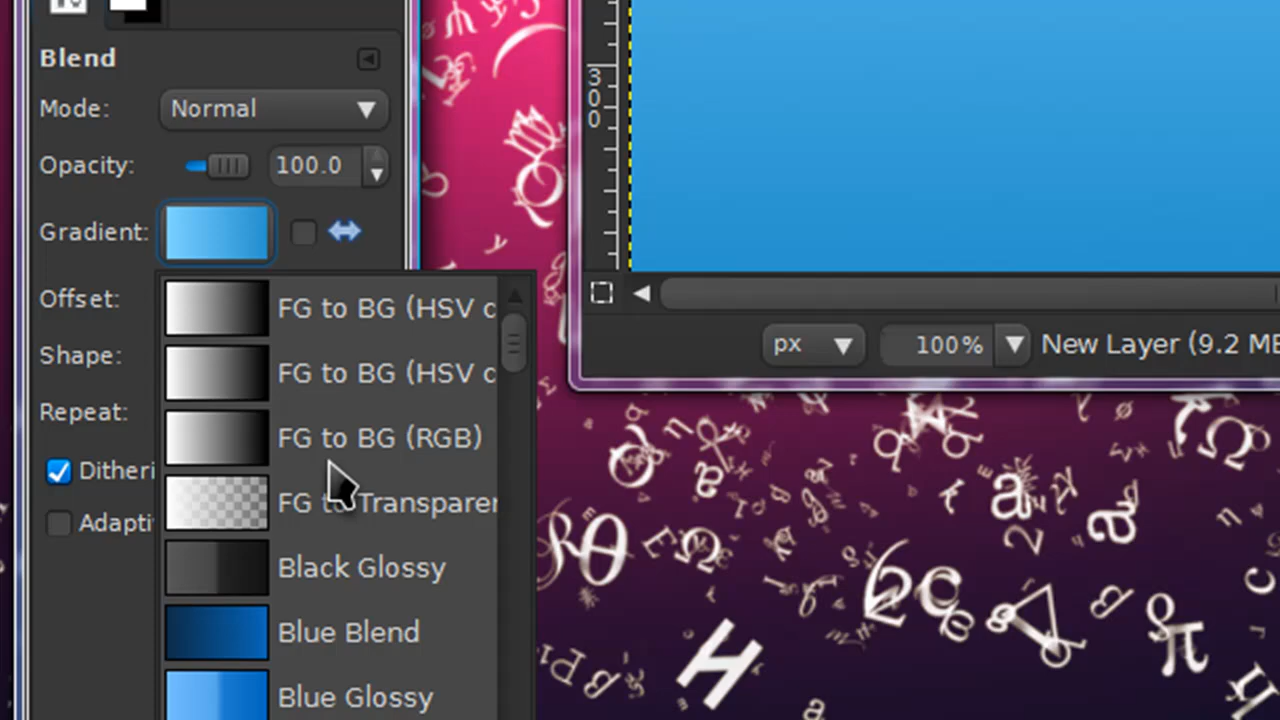 Blend
Mode: Normal
Opacity: 100.0
Gradient:
Offset:
FG to BG (HSV c
Shape:
FG to BG (HSV c
Repeat:
FG to BG (RGB)
Ditheri
FG to Transparen
Adapti
Black Glossy
Blue Blend
Blue Glossy
300
px 100% New Layer (9.2 ME